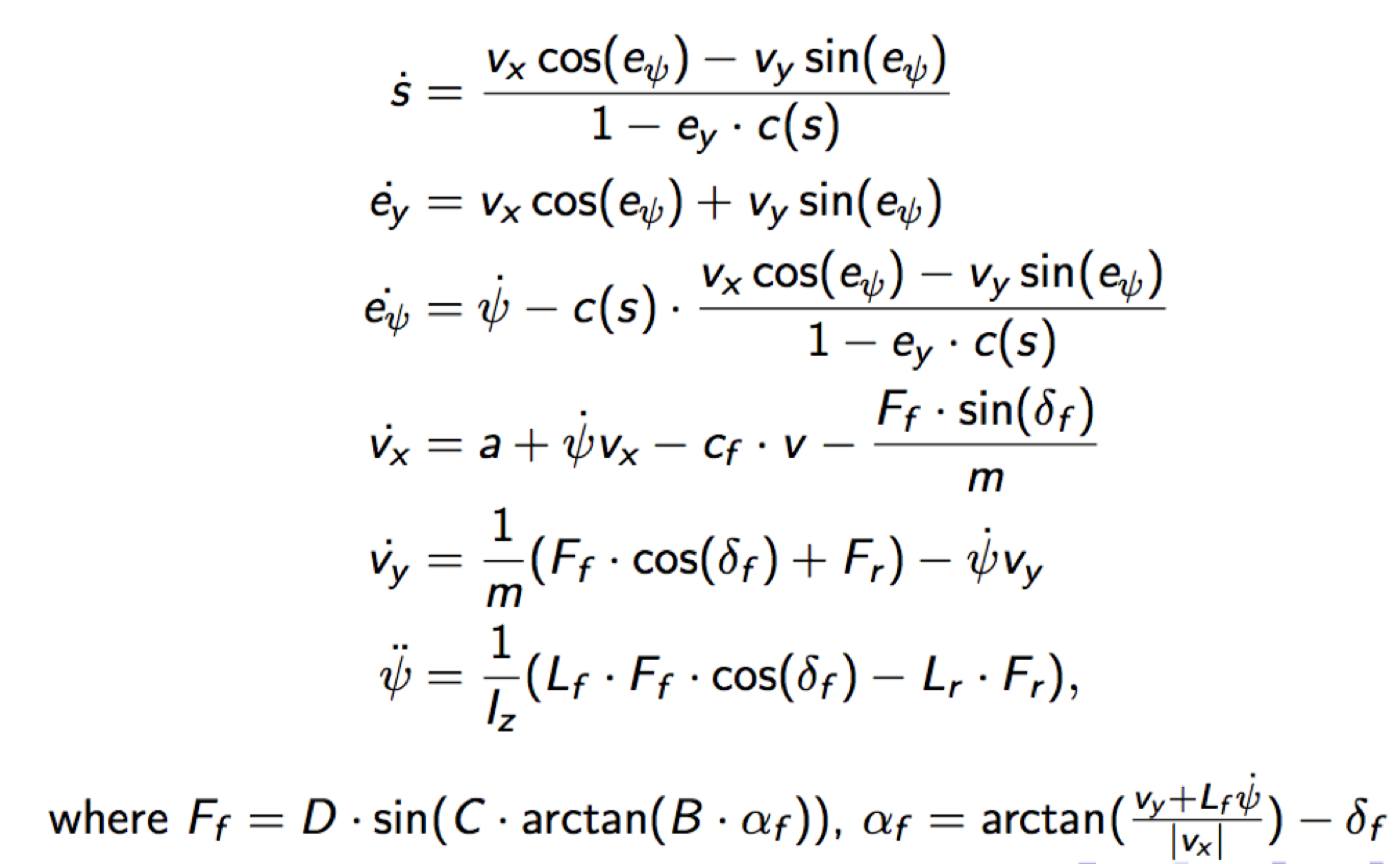 ṡ = (v_x cos(e_ψ) − v_y sin(e_ψ)) / (1 − e_y · c(s))
ė_y = v_x cos(e_ψ) + v_y sin(e_ψ)
ė_ψ = ψ̇ − c(s) · (v_x cos(e_ψ) − v_y sin(e_ψ)) / (1 − e_y · c(s))
v̇_x = a + ψ̇v_x − c_f · v − (F_f · sin(δ_f)) / m
v̇_y = 1/m (F_f · cos(δ_f) + F_r) − ψ̇v_y
ψ̈ = 1/I_z (L_f · F_f · cos(δ_f) − L_r · F_r),
where F_f = D · sin(C · arctan(B · α_f)), α_f = arctan((v_y+L_f ψ̇)/|v_x|) − δ_f